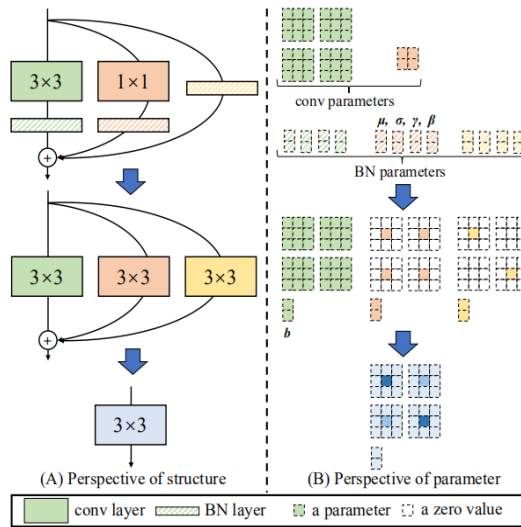 3×3
1×1
+
3×3
3×3
3×3
+
3×3
(A) Perspective of structure
conv parameters
μ, σ, γ, β
BN parameters
b
(B) Perspective of parameter
conv layer
BN layer
a parameter
a zero value